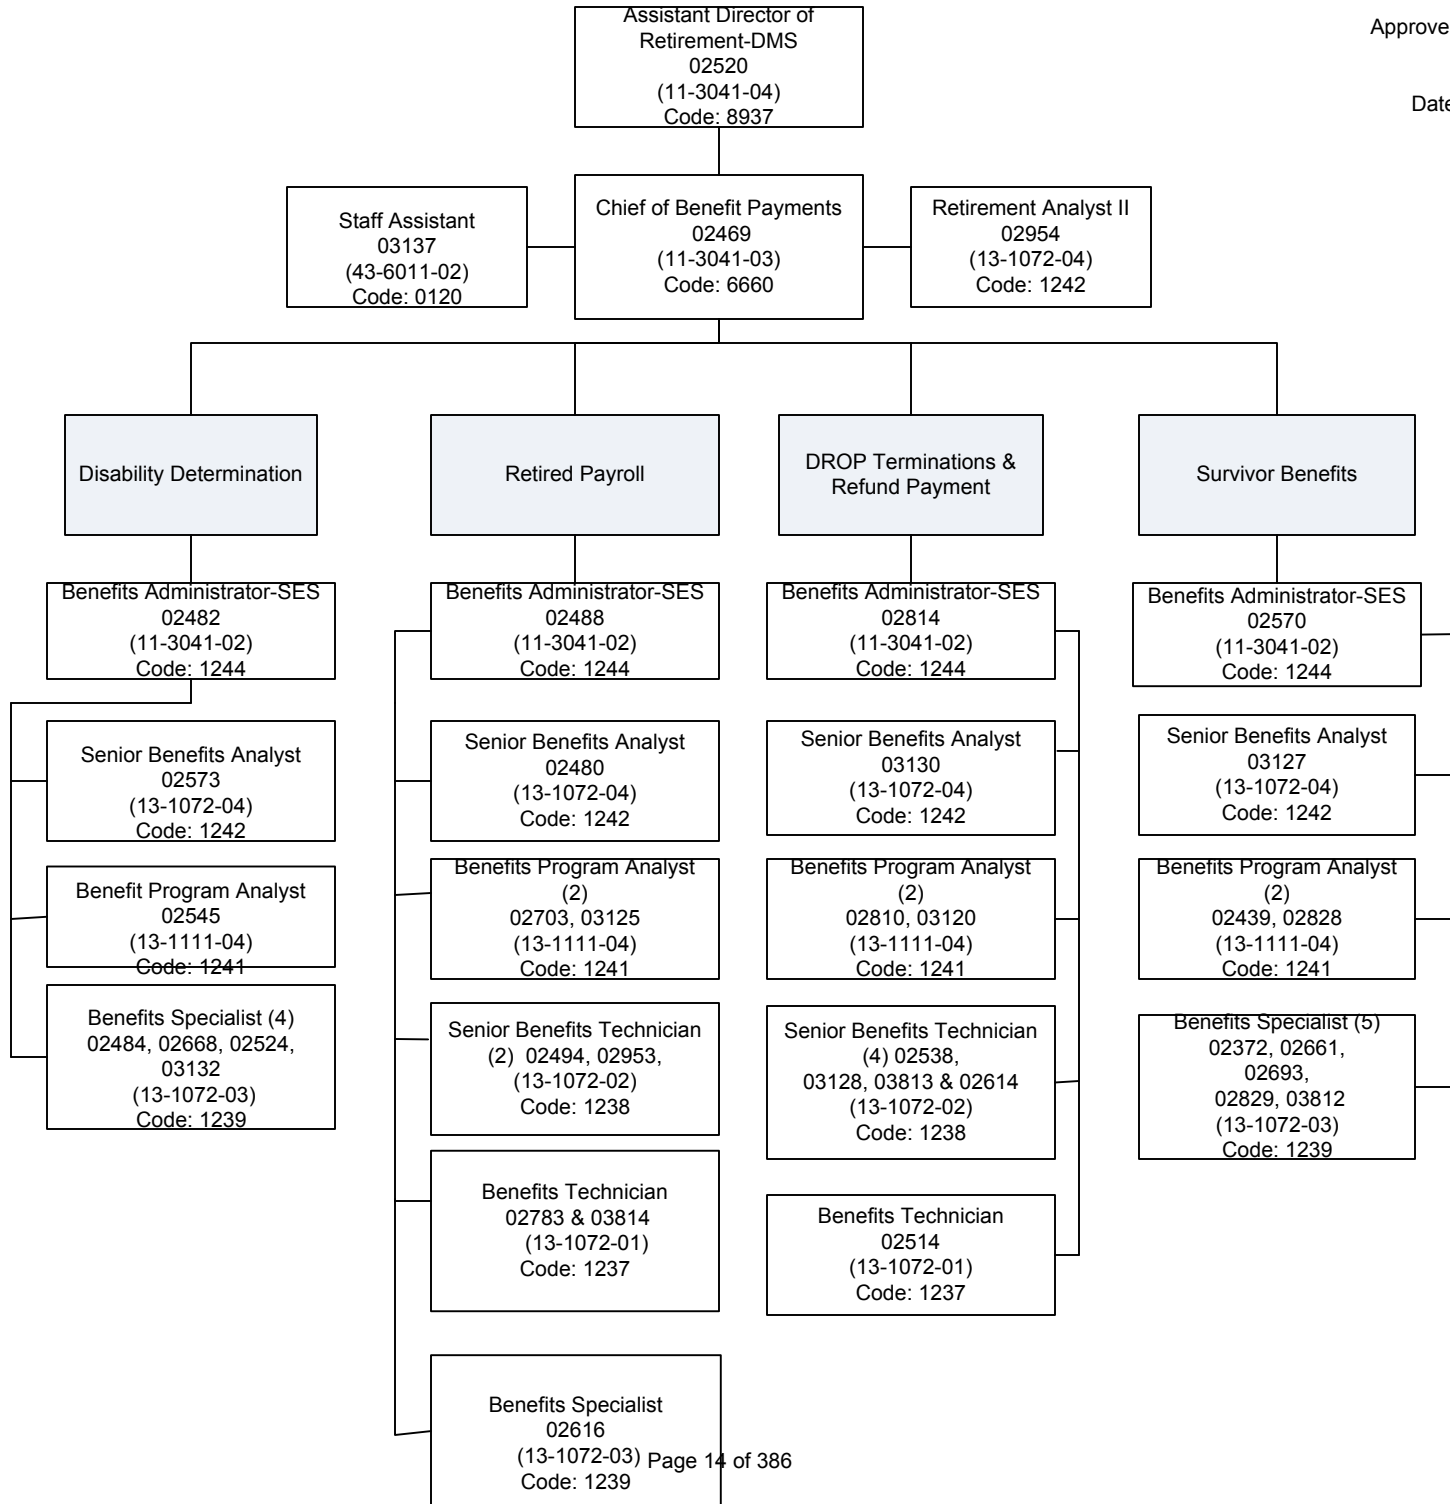 Assistant Director of
Retirement-DMS
02520
(11-3041-04)
Code: 8937
Approve
Date
Staff Assistant
03137
(43-6011-02)
Code: 0120
Chief of Benefit Payments
02469
(11-3041-03)
Code: 6660
Retirement Analyst II
02954
(13-1072-04)
Code: 1242
Disability Determination
Retired Payroll
DROP Terminations &
Refund Payment
Survivor Benefits
Benefits Administrator-SES
02482
(11-3041-02)
Code: 1244
Senior Benefits Analyst
02573
(13-1072-04)
Code: 1242
Benefit Program Analyst
02545
(13-1111-04)
Code: 1241
Benefits Specialist (4)
02484, 02668, 02524,
03132
(13-1072-03)
Code: 1239
Benefits Administrator-SES
02488
(11-3041-02)
Code: 1244
Senior Benefits Analyst
02480
(13-1072-04)
Code: 1242
Benefits Program Analyst
(2)
02703, 03125
(13-1111-04)
Code: 1241
Senior Benefits Technician
(2) 02494, 02953,
(13-1072-02)
Code: 1238
Benefits Technician
02783 & 03814
(13-1072-01)
Code: 1237
Benefits Specialist
02616
(13-1072-03)
Code: 1239
Benefits Administrator-SES
02814
(11-3041-02)
Code: 1244
Senior Benefits Analyst
03130
(13-1072-04)
Code: 1242
Benefits Program Analyst
(2)
02810, 03120
(13-1111-04)
Code: 1241
Senior Benefits Technician
(4) 02538,
03128, 03813 & 02614
(13-1072-02)
Code: 1238
Benefits Technician
02514
(13-1072-01)
Code: 1237
Benefits Administrator-SES
02570
(11-3041-02)
Code: 1244
Senior Benefits Analyst
03127
(13-1072-04)
Code: 1242
Benefits Program Analyst
(2)
02439, 02828
(13-1111-04)
Code: 1241
Benefits Specialist (5)
02372, 02661,
02693,
02829, 03812
(13-1072-03)
Code: 1239
Page 14 of 386